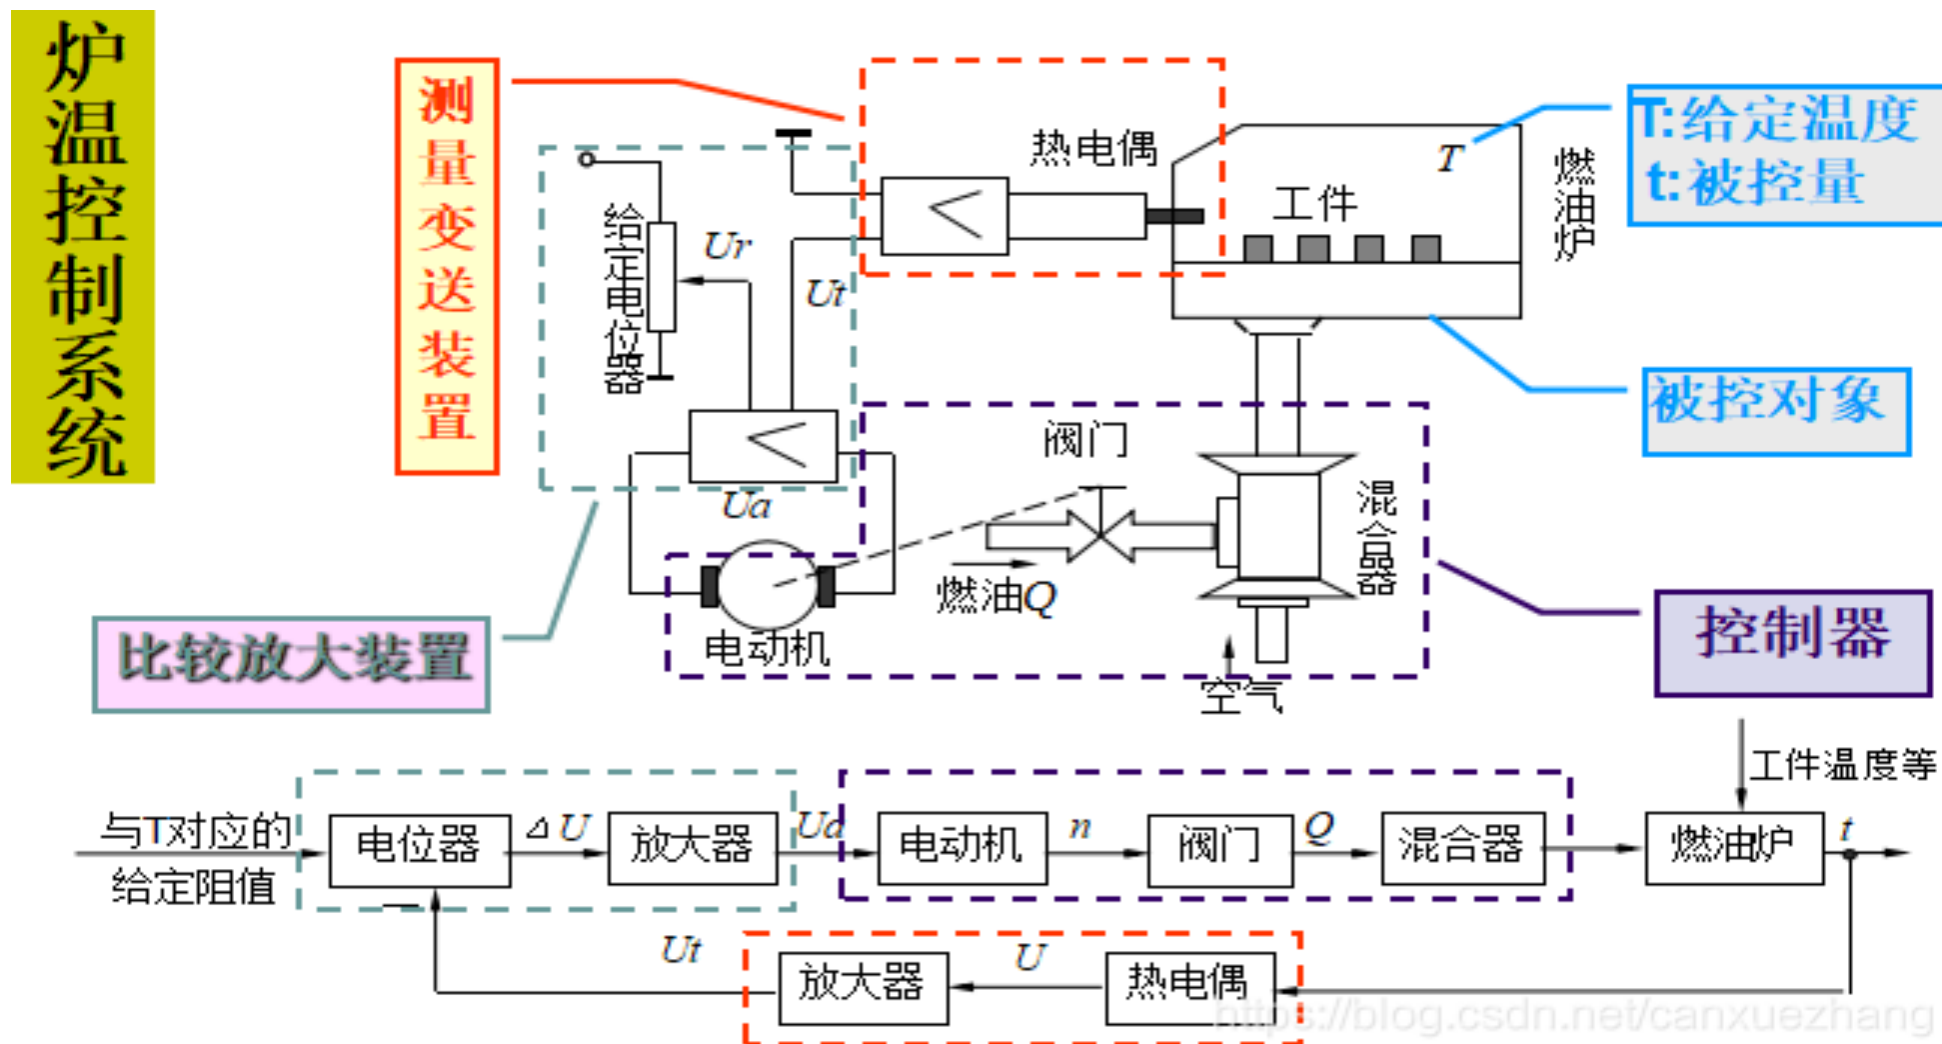 炉温控制系统
测量变送装置
热电偶
T
T:给定温度
t:被控量
燃油炉
工件
给定电位器
Ur
Ut
被控对象
阀门
Ua
混合器
燃油Q
电动机
空气
控制器
比较放大装置
工件温度等
与T对应的
给定阻值
电位器
⊿U
放大器
Ua
电动机
n
阀门
Q
混合器
燃油炉
t
—
Ut
放大器
U
热电偶
https://blog.csdn.net/canxuezhang